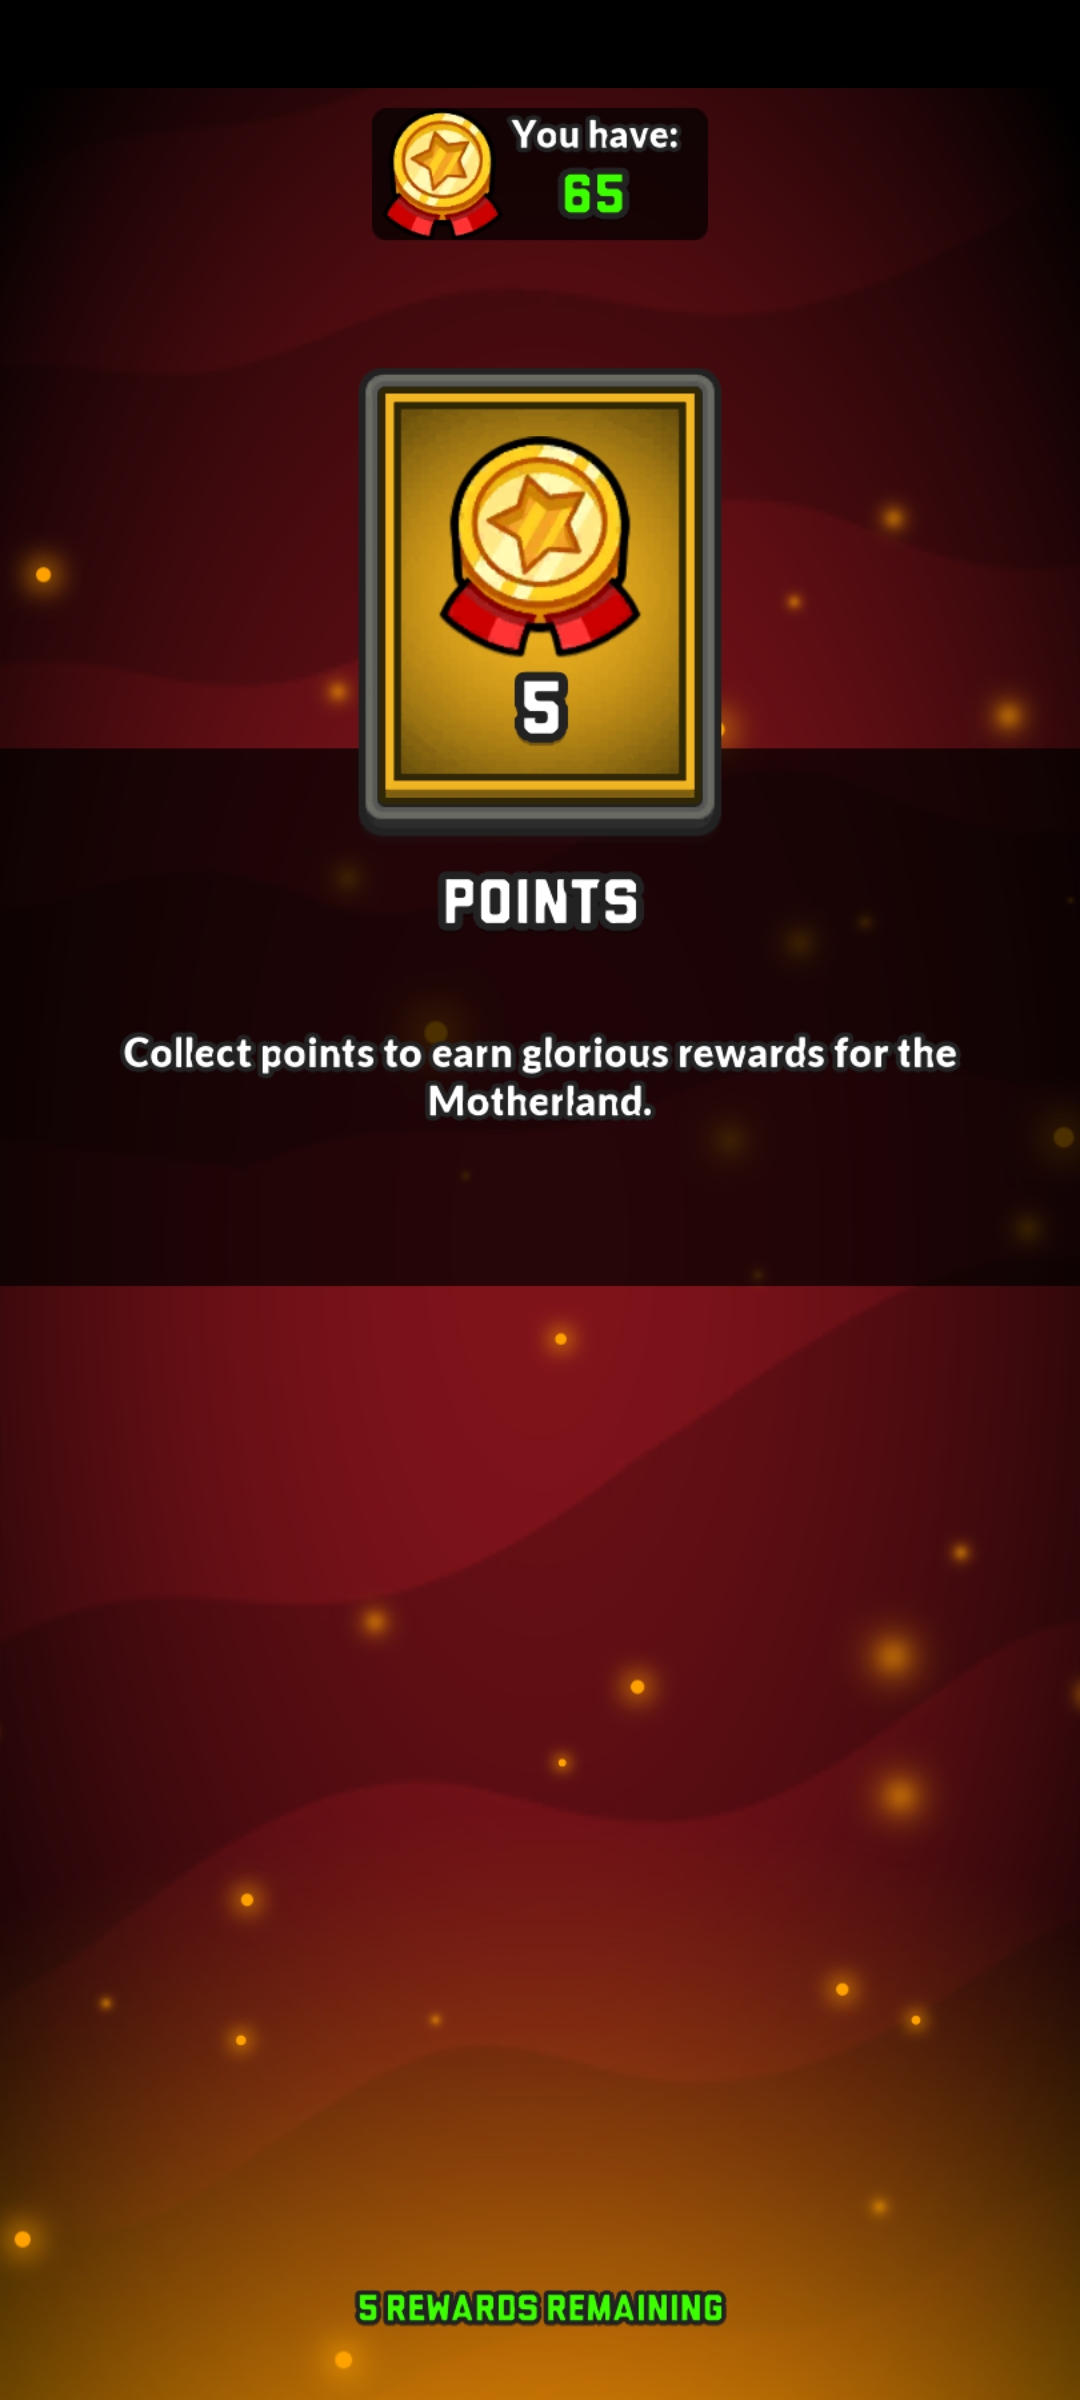 You have:
65
5
POINTS
Collect points to earn glorious rewards for the
Motherland.
5 REWARDS REMAINING